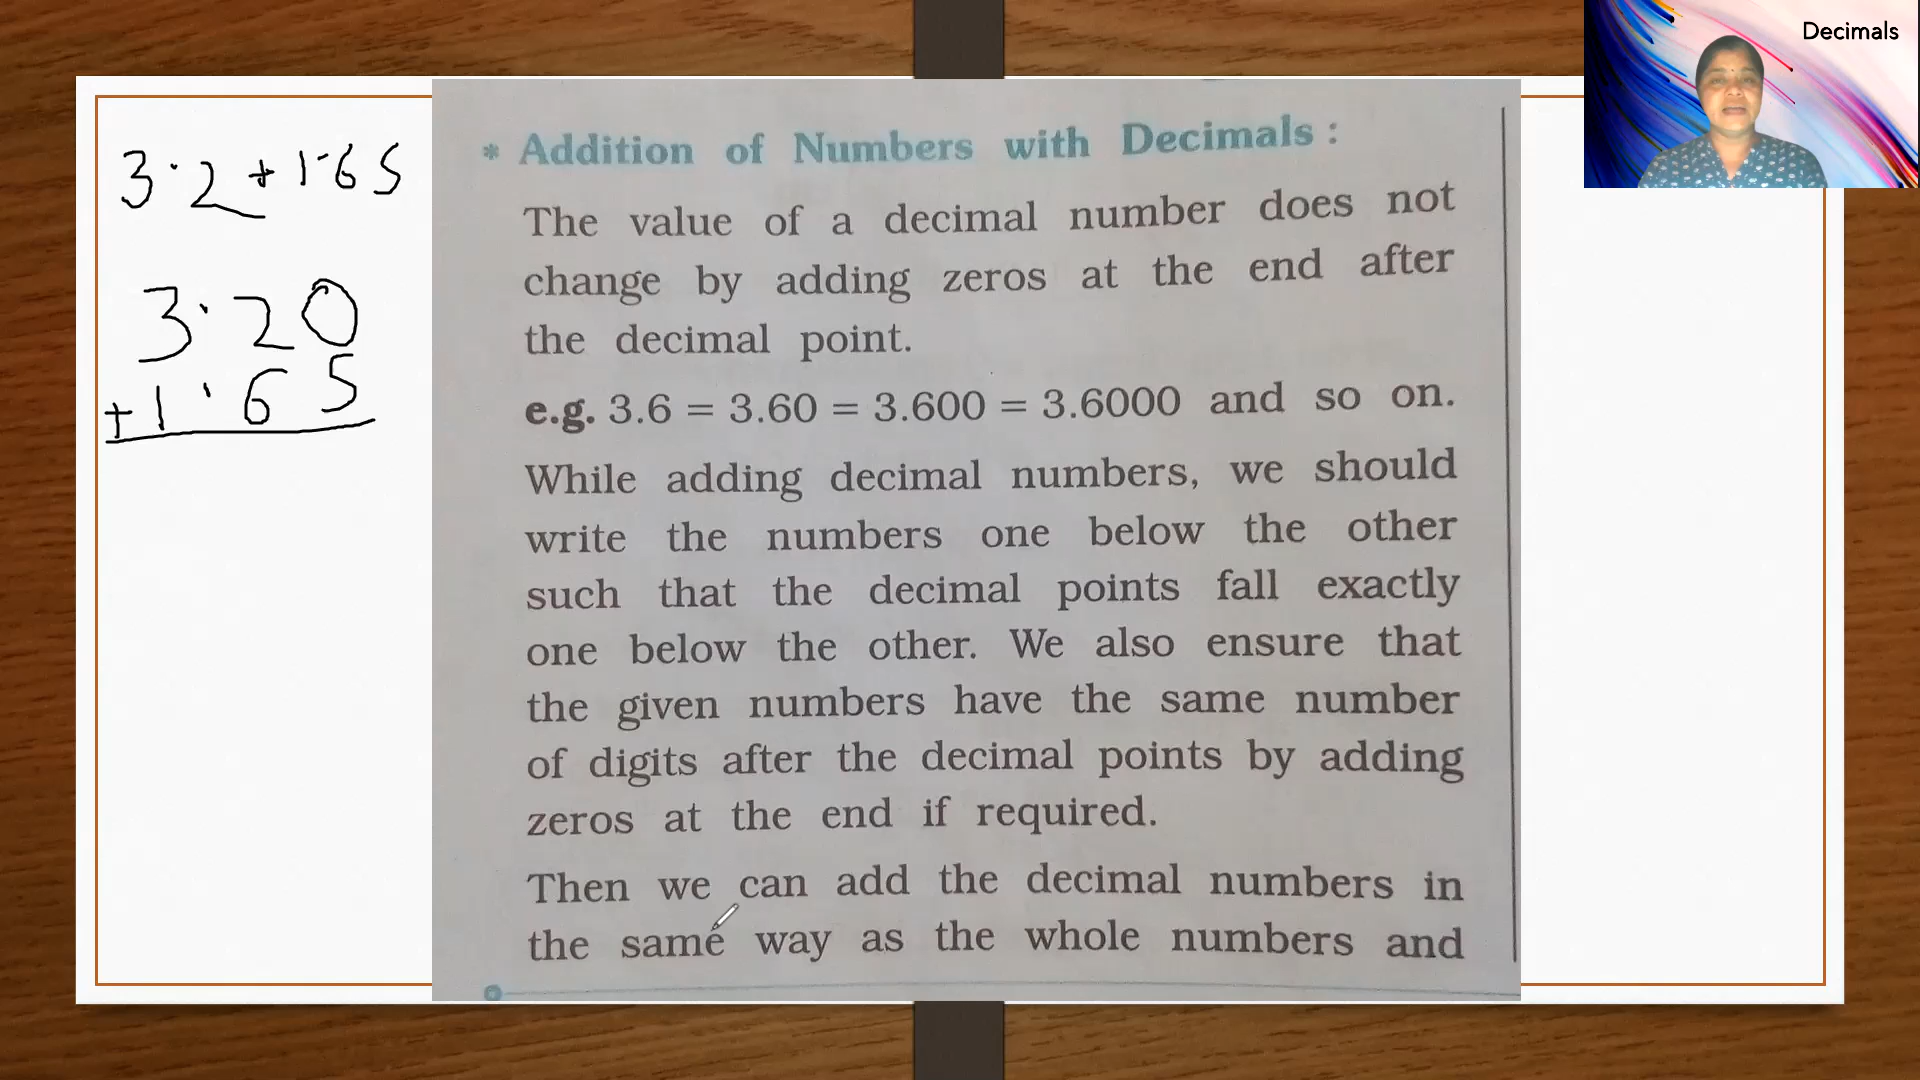 Decimals
3.2 + 1.65
3.20
+1.65
* Addition of Numbers with Decimals :
The value of a decimal number does not
change by adding zeros at the end after
the decimal point.
e.g. 3.6 = 3.60 = 3.600 = 3.6000 and so on.
While adding decimal numbers, we should
write the numbers one below the other
such that the decimal points fall exactly
one below the other. We also ensure that
the given numbers have the same number
of digits after the decimal points by adding
zeros at the end if required.
Then we can add the decimal numbers in
the same way as the whole numbers and